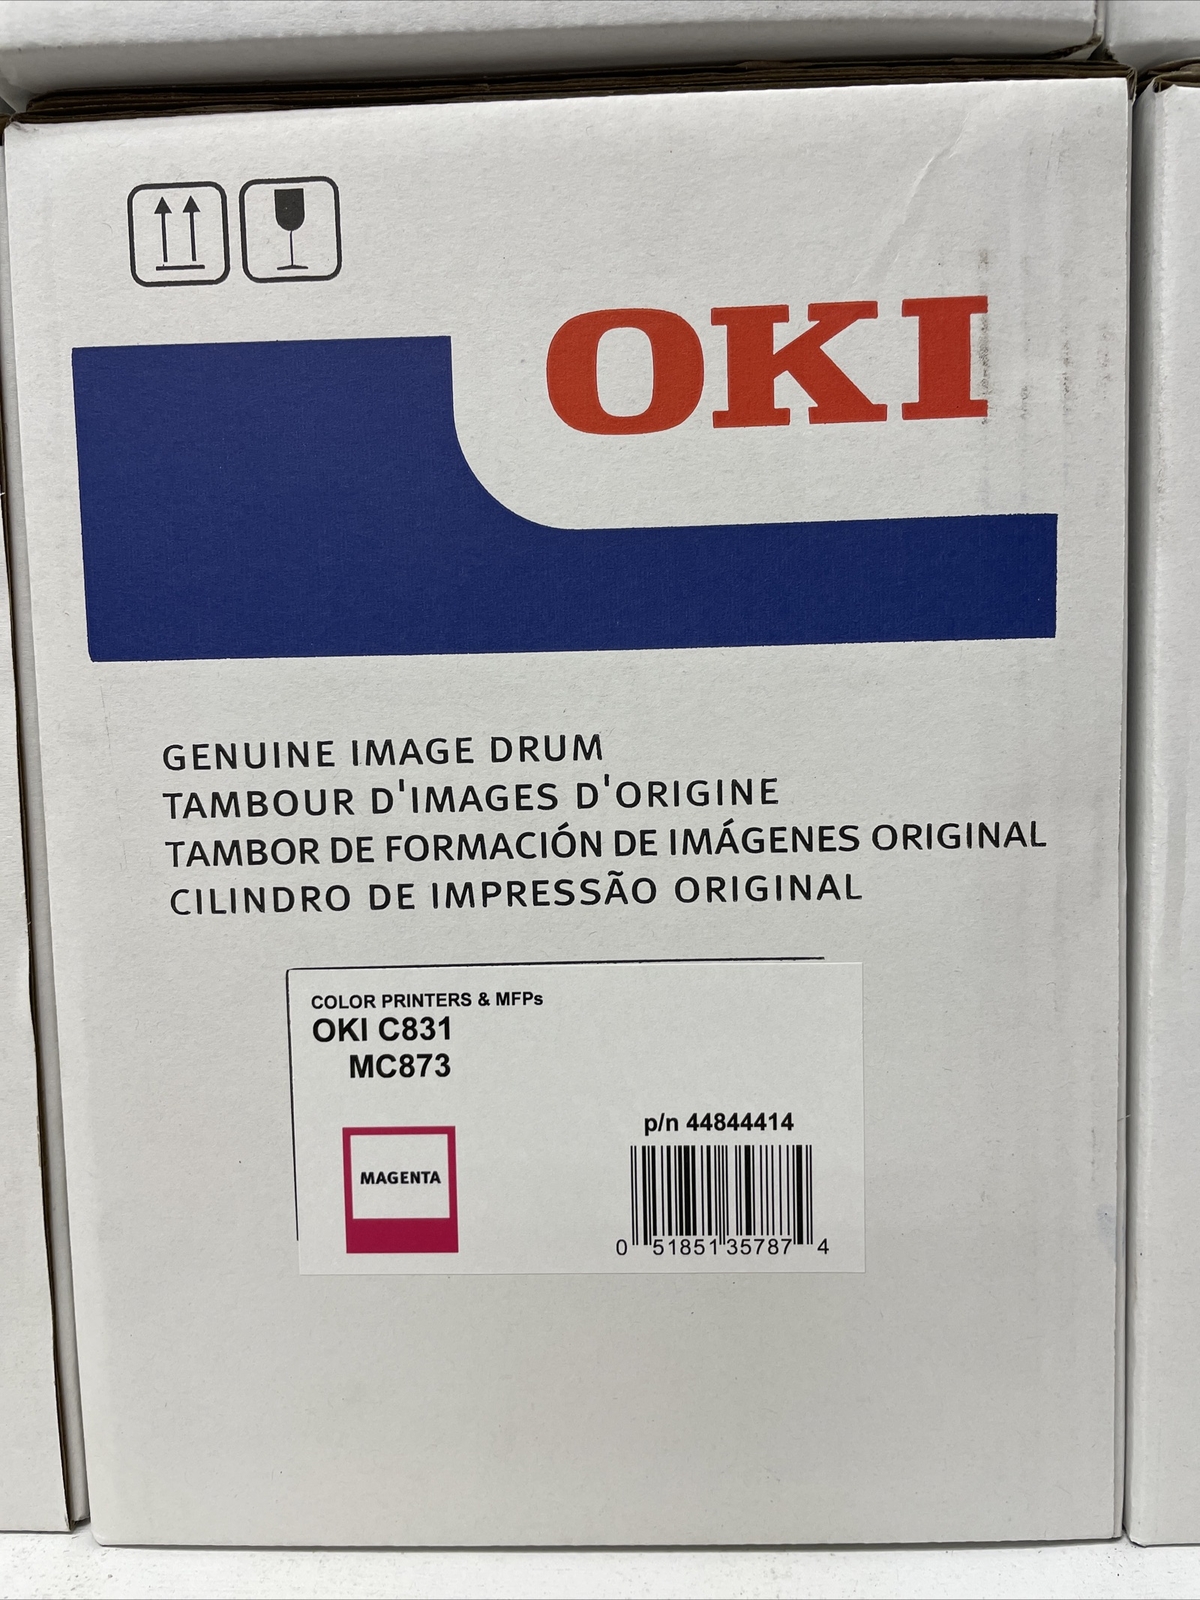 OKI
GENUINE IMAGE DRUM
TAMBOUR D'IMAGES D'ORIGINE
TAMBOR DE FORMACIÓN DE IMÁGENES ORIGINAL
CILINDRO DE IMPRESSÃO ORIGINAL
COLOR PRINTERS & MFPs
OKI C831
MC873
p/n 44844414
MAGENTA
0 51851 35787 4